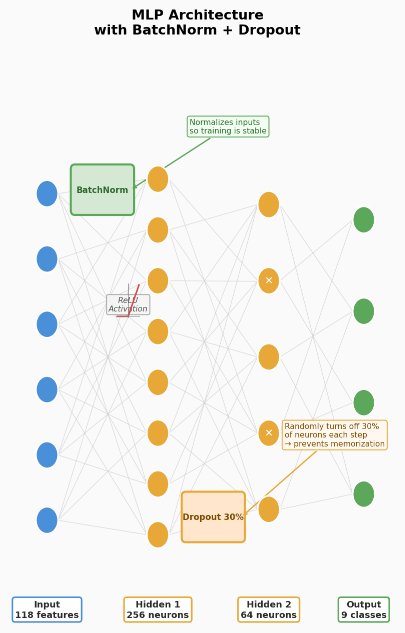 MLP Architecture
with BatchNorm + Dropout
Normalizes inputs
so training is stable
BatchNorm
ReLU
Activation
×
×
Randomly turns off 30%
of neurons each step
→ prevents memorization
Dropout 30%
Input
118 features
Hidden 1
256 neurons
Hidden 2
64 neurons
Output
9 classes